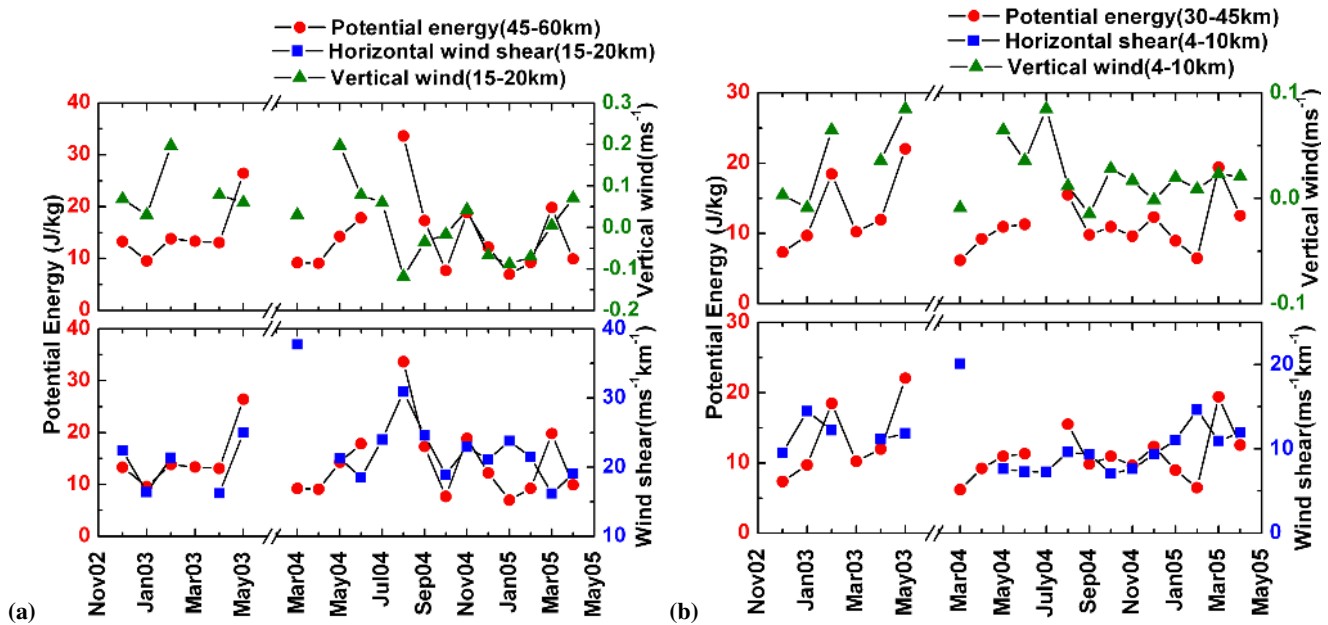 Potential energy(45-60km)
Horizontal wind shear(15-20km)
Vertical wind(15-20km)
40
30
20
10
0
0.3
0.2
0.1
0.0
-0.1
-0.2
Vertical wind(ms⁻¹)
Potential Energy (J/kg)
40
30
20
10
0
40
30
20
10
Wind shear(ms⁻¹km⁻¹)
Nov02
Jan03
Mar03
May03
Mar04
May04
Jul04
Sep04
Nov04
Jan05
Mar05
May05
(a)
Potential energy(30-45km)
Horizontal shear(4-10km)
Vertical wind(4-10km)
30
20
10
0
0.1
0.0
-0.1
Vertical wind(ms⁻¹)
Potential Energy (J/kg)
30
20
10
0
20
10
0
Wind shear(ms⁻¹km⁻¹)
Nov02
Jan03
Mar03
May03
Mar04
May04
July04
Sep04
Nov04
Jan05
Mar05
May05
(b)